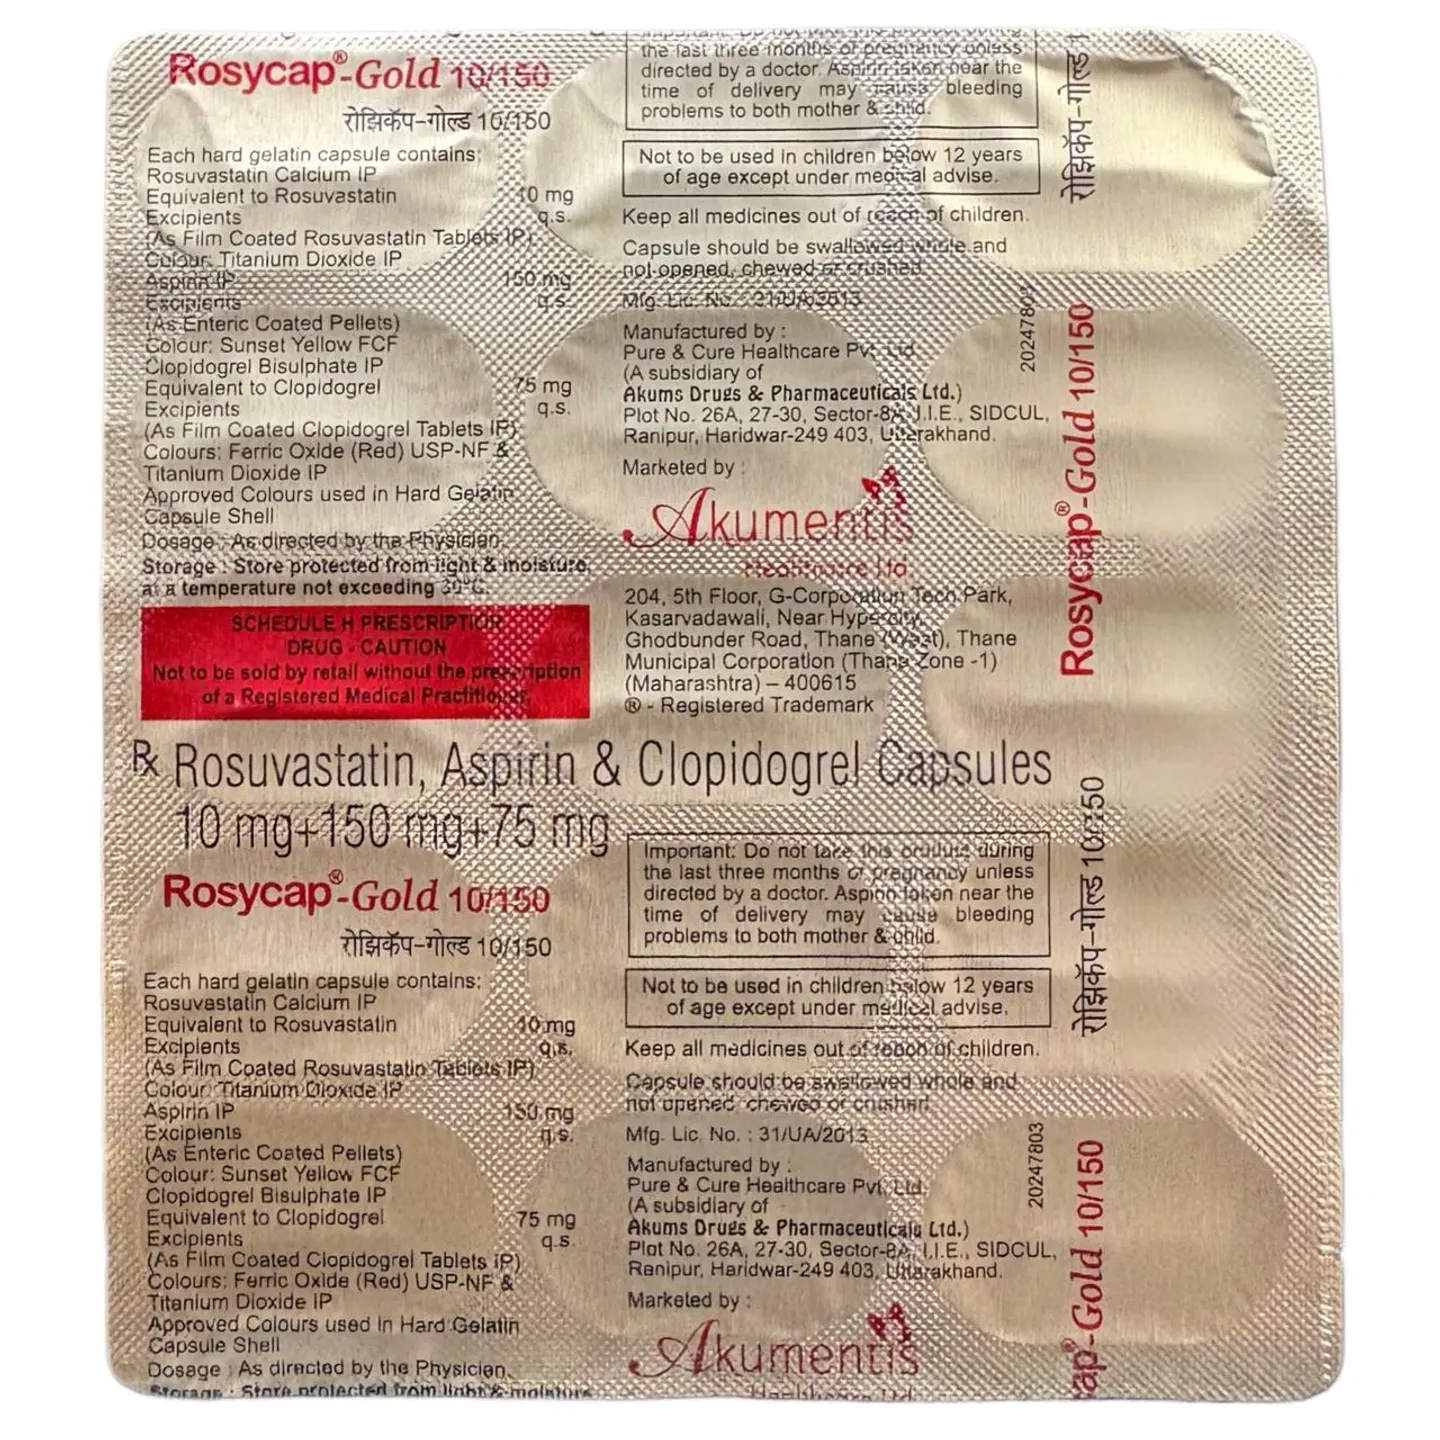 Rosycap®-Gold 10/150
रोझिकॅप-गोल्ड 10/150
Each hard gelatin capsule contains:
Rosuvastatin Calcium IP
Equivalent to Rosuvastatin 10 mg
Excipients q.s.
(As Film Coated Rosuvastatin Tablets IP)
Colour: Titanium Dioxide IP
Aspirin IP 150 mg
Excipients q.s.
(As Enteric Coated Pellets)
Colour: Sunset Yellow FCF
Clopidogrel Bisulphate IP
Equivalent to Clopidogrel 75 mg
Excipients q.s.
(As Film Coated Clopidogrel Tablets IP)
Colours: Ferric Oxide (Red) USP-NF &
Titanium Dioxide IP
Approved Colours used in Hard Gelatin
Capsule Shell
Dosage : As directed by the Physician.
Storage : Store protected from light & moisture,
at a temperature not exceeding 30°C.
SCHEDULE H PRESCRIPTION
DRUG - CAUTION
Not to be sold by retail without the prescription
of a Registered Medical Practitioner.
the last three months of pregnancy unless
directed by a doctor. Aspirin taken near the
time of delivery may cause bleeding
problems to both mother & child.
Not to be used in children below 12 years
of age except under medical advise.
Keep all medicines out of reach of children.
Capsule should be swallowed whole and
not opened, chewed or crushed.
Mfg. Lic. No. : 31/UA/2013
Manufactured by :
Pure & Cure Healthcare Pvt. Ltd.
(A subsidiary of
Akums Drugs & Pharmaceuticals Ltd.)
Plot No. 26A, 27-30, Sector-8A, I.I.E., SIDCUL,
Ranipur, Haridwar-249 403, Uttarakhand.
Marketed by :
Akumentis
Healthcare Ltd.
204, 5th Floor, G-Corporation Tech Park,
Kasarvadawali, Near Hypercity,
Ghodbunder Road, Thane (West), Thane
Municipal Corporation (Thane Zone -1)
(Maharashtra) – 400615
® - Registered Trademark
रोझिकॅप-गोल्ड 1
20247803
Rosycap®-Gold 10/150
℞ Rosuvastatin, Aspirin & Clopidogrel Capsules
10 mg+150 mg+75 mg
Rosycap®-Gold 10/150
रोझिकॅप-गोल्ड 10/150
Each hard gelatin capsule contains:
Rosuvastatin Calcium IP
Equivalent to Rosuvastatin 10 mg
Excipients q.s.
(As Film Coated Rosuvastatin Tablets IP)
Colour: Titanium Dioxide IP
Aspirin IP 150 mg
Excipients q.s.
(As Enteric Coated Pellets)
Colour: Sunset Yellow FCF
Clopidogrel Bisulphate IP
Equivalent to Clopidogrel 75 mg
Excipients q.s.
(As Film Coated Clopidogrel Tablets IP)
Colours: Ferric Oxide (Red) USP-NF &
Titanium Dioxide IP
Approved Colours used in Hard Gelatin
Capsule Shell
Dosage : As directed by the Physician.
Storage : Store protected from light & moisture
Important: Do not take this product during
the last three months of pregnancy unless
directed by a doctor. Aspirin taken near the
time of delivery may cause bleeding
problems to both mother & child.
Not to be used in children below 12 years
of age except under medical advise.
Keep all medicines out of reach of children.
Capsule should be swallowed whole and
not opened, chewed or crushed.
Mfg. Lic. No. : 31/UA/2013
Manufactured by :
Pure & Cure Healthcare Pvt. Ltd.
(A subsidiary of
Akums Drugs & Pharmaceuticals Ltd.)
Plot No. 26A, 27-30, Sector-8A, I.I.E., SIDCUL,
Ranipur, Haridwar-249 403, Uttarakhand.
Marketed by :
Akumentis
Healthcare Ltd
रोझिकॅप-गोल्ड 10/150
20247803
ap®-Gold 10/150